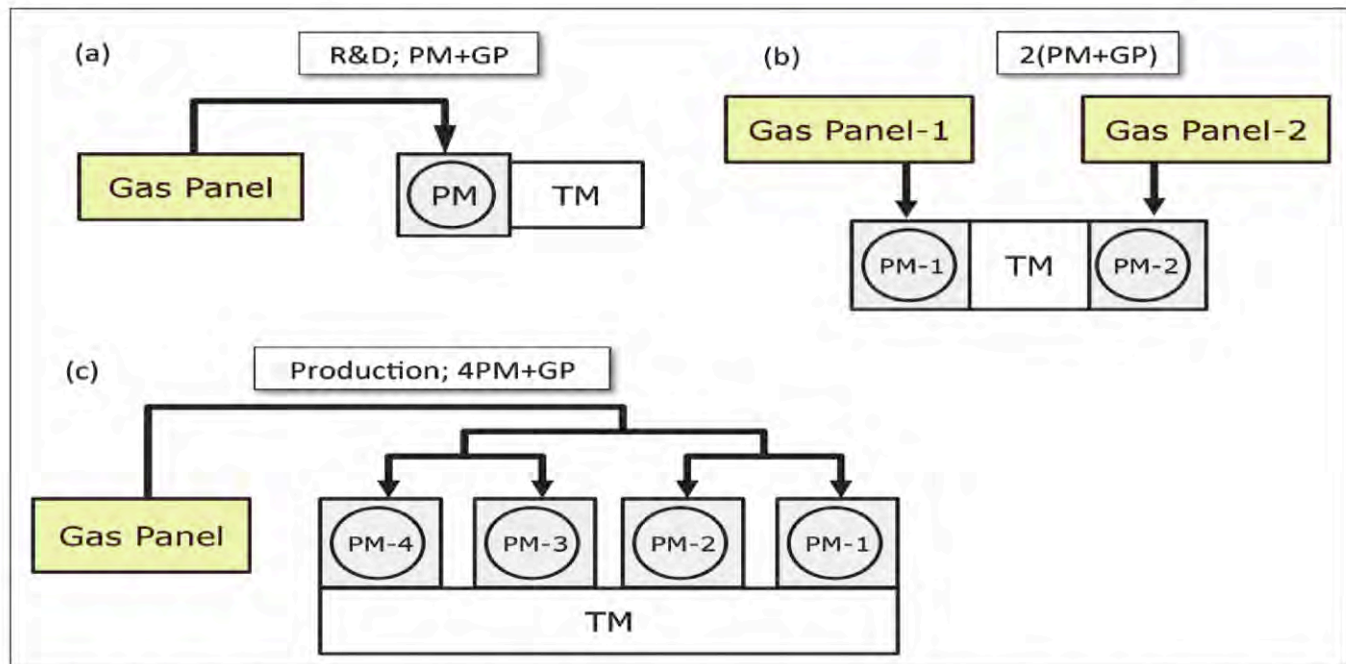 (a)
R&D; PM+GP
Gas Panel
PM
TM
(b)
2(PM+GP)
Gas Panel-1
Gas Panel-2
PM-1
TM
PM-2
(c)
Production; 4PM+GP
Gas Panel
PM-4
PM-3
PM-2
PM-1
TM